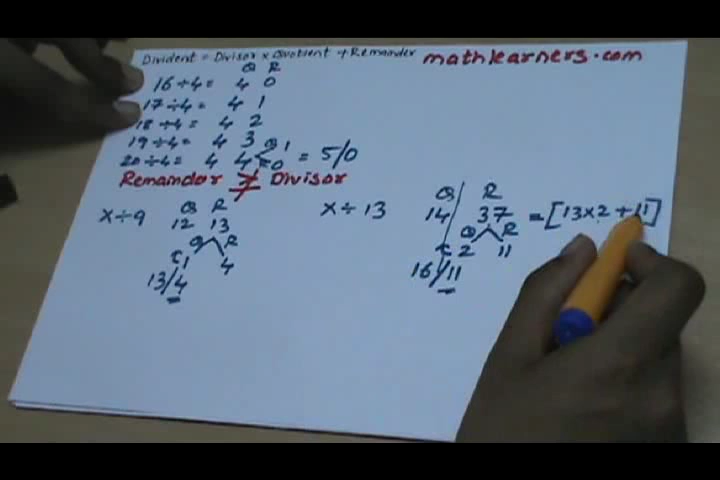 Divident = Divisor x Quotient + Remainder
mathlearners.com
Q R
16 ÷ 4 = 4 0
17 ÷ 4 = 4 1
18 ÷ 4 = 4 2
19 ÷ 4 = 4 3
20 ÷ 4 = 4 4 Q 1 R 0 = 5/0
Remainder ≱ Divisor
x ÷ 9
Q R
12 13
Q R
1 4
13/4
x ÷ 13
Q R
14 37 = [13 x 2 + 11]
Q R
2 11
16/11